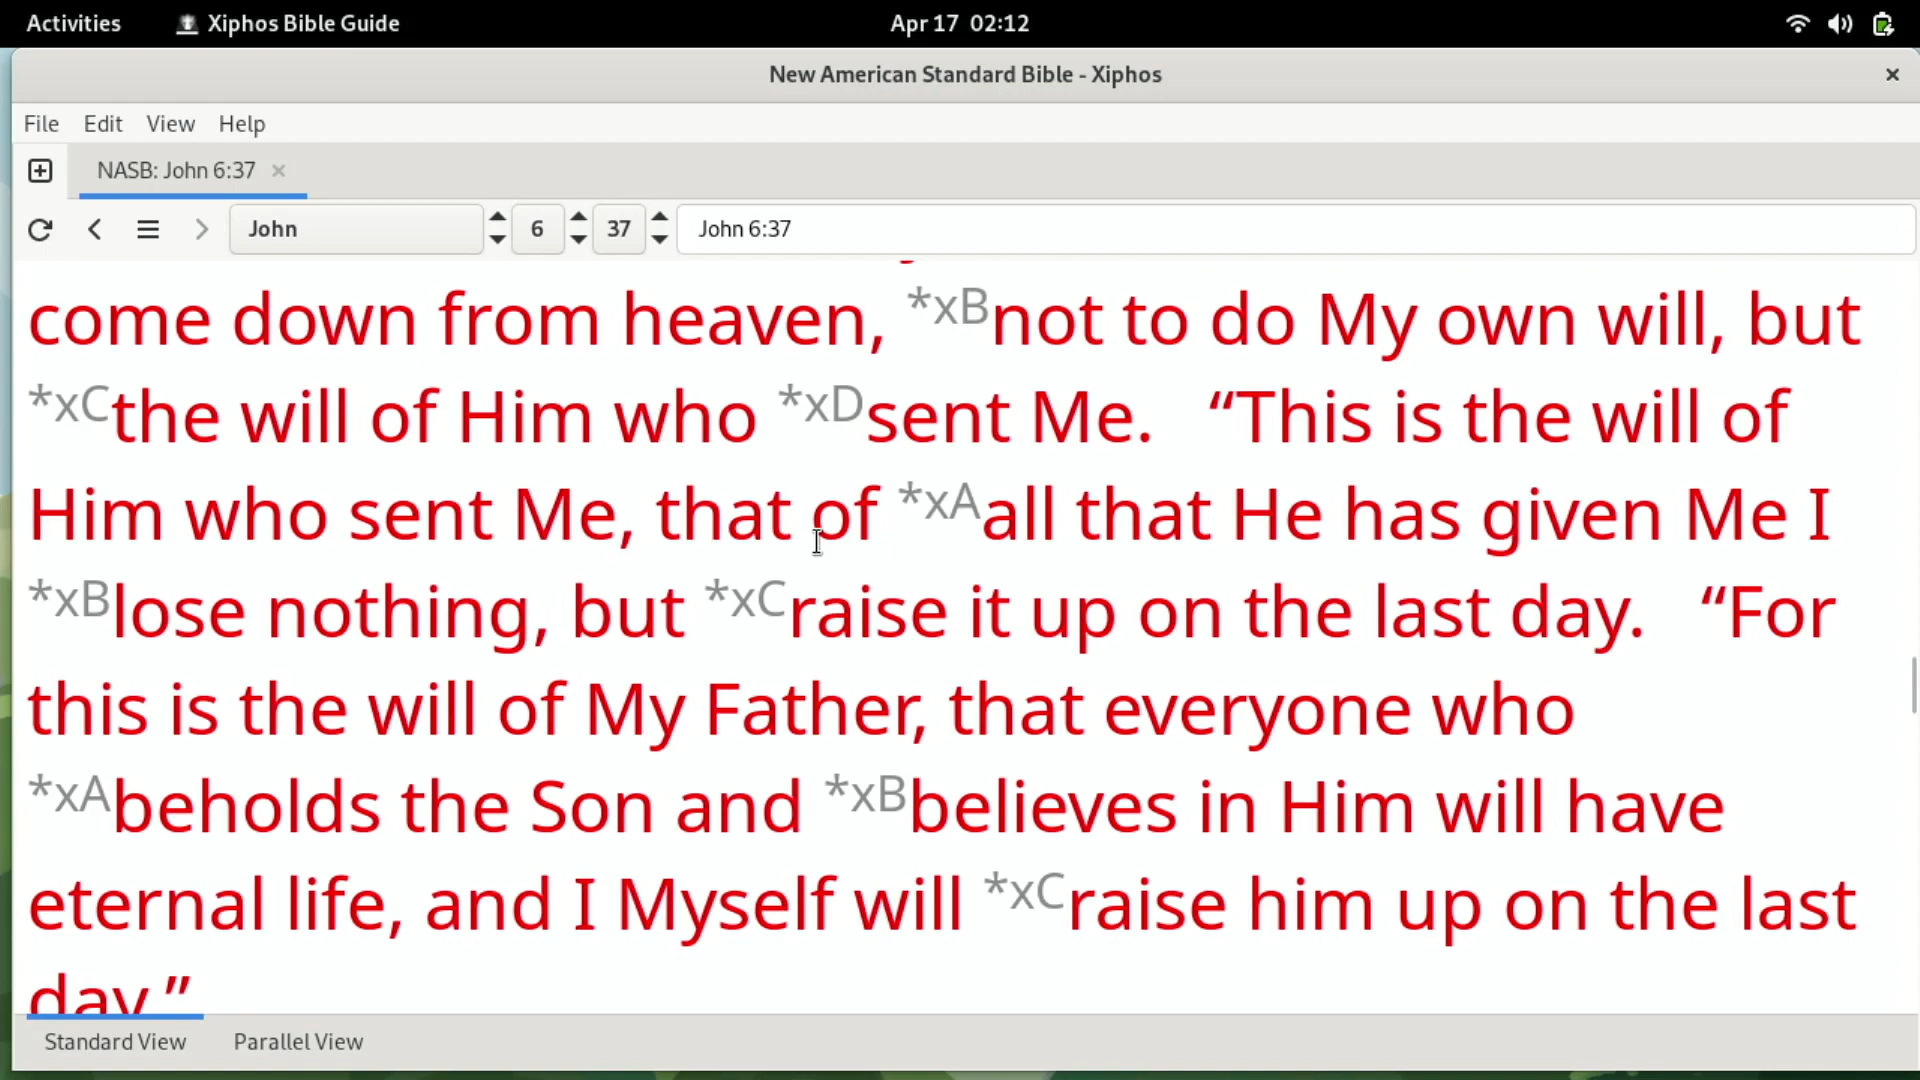 Activities Xiphos Bible Guide Apr 17 02:12
New American Standard Bible - Xiphos
File Edit View Help
NASB: John 6:37
John 6 37 John 6:37
come down from heaven, *xBnot to do My own will, but
*xCthe will of Him who *xDsent Me. “This is the will of
Him who sent Me, that of *xAall that He has given Me I
*xBlose nothing, but *xCraise it up on the last day. “For
this is the will of My Father, that everyone who
*xAbeholds the Son and *xBbelieves in Him will have
eternal life, and I Myself will *xCraise him up on the last
day.”
Standard View Parallel View